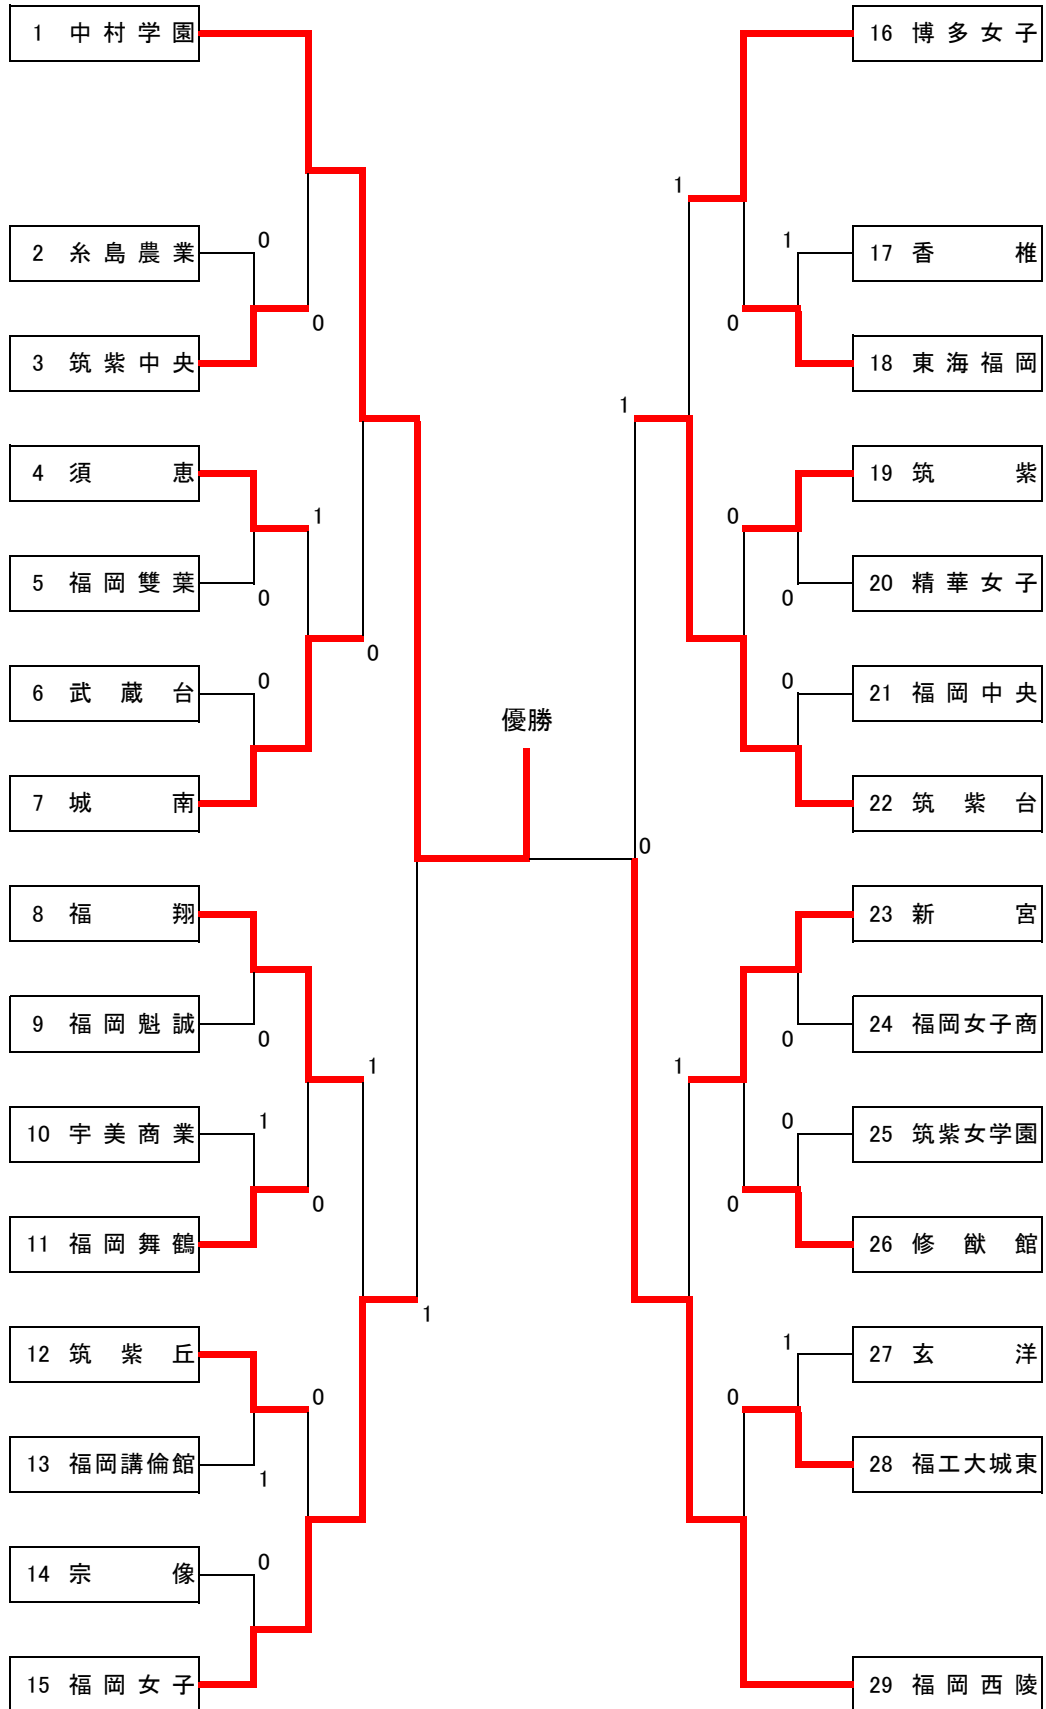 1 中村学園
0
2 糸島農業
0
3 筑紫中央
4 須恵
1
5 福岡雙葉
0
0
6 武蔵台
0
7 城南
8 福翔
9 福岡魁誠
0
1
1
10 宇美商業
0
11 福岡舞鶴
1
12 筑紫丘
0
13 福岡講倫館
1
0
14 宗像
15 福岡女子
優勝
0
16 博多女子
1
1
17 香椎
0
18 東海福岡
1
19 筑紫
0
20 精華女子
0
0
21 福岡中央
22 筑紫台
23 新宮
24 福岡女子商
0
1
0
25 筑紫女学園
0
26 修猷館
1
27 玄洋
0
28 福工大城東
29 福岡西陵